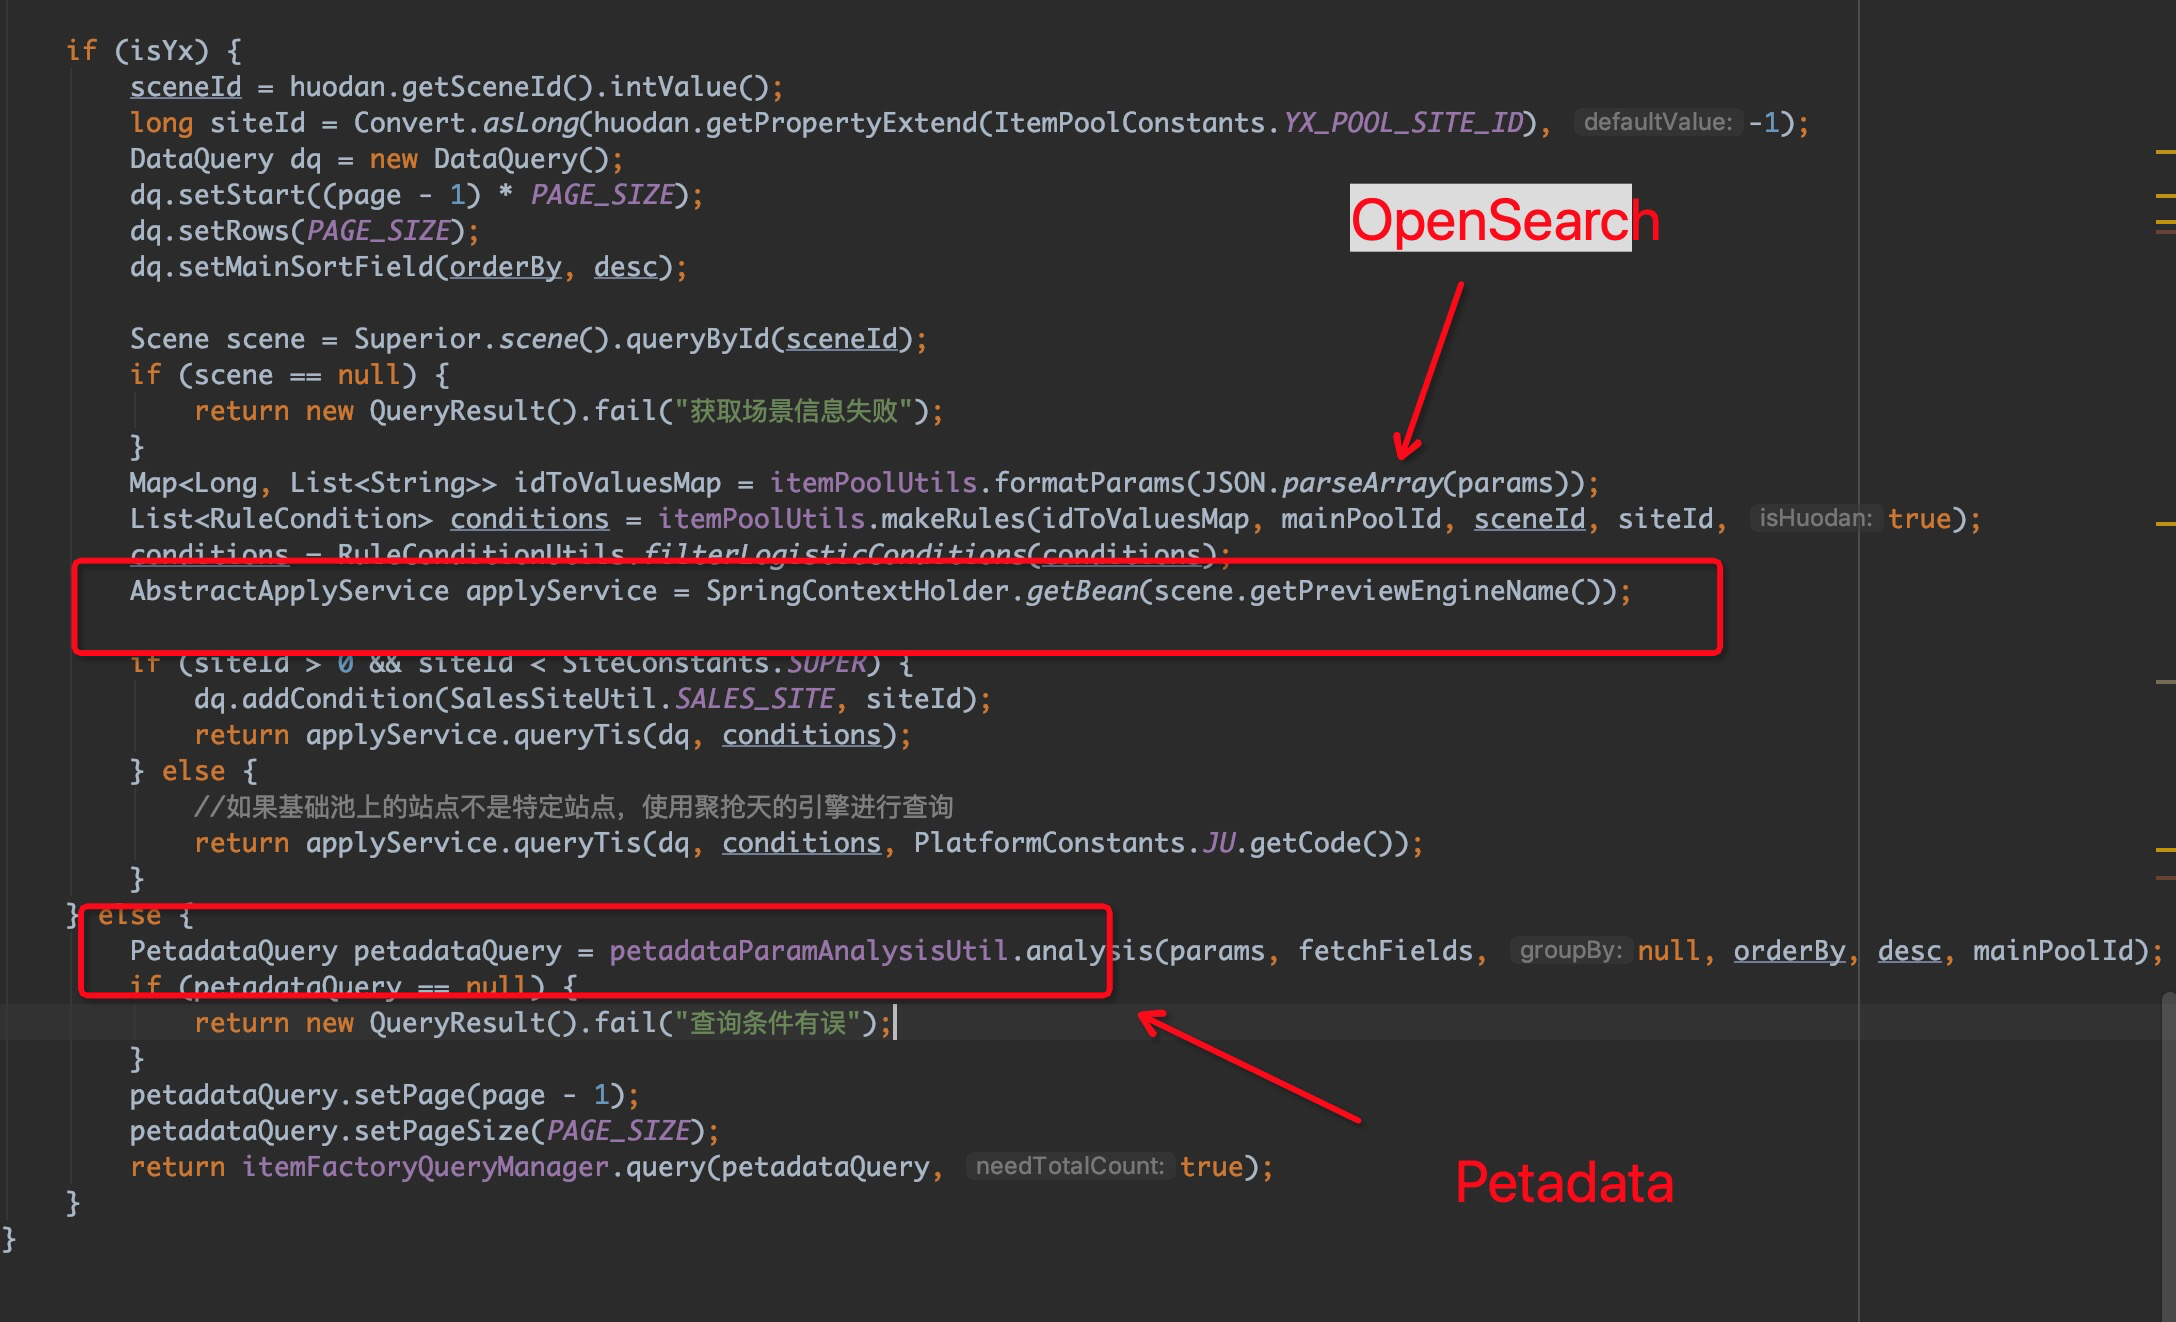 if (isYx) {
sceneId = huodan.getSceneId().intValue();
long siteId = Convert.asLong(huodan.getPropertyExtend(ItemPoolConstants.YX_POOL_SITE_ID), defaultValue: -1);
DataQuery dq = new DataQuery();
dq.setStart((page - 1) * PAGE_SIZE);
dq.setRows(PAGE_SIZE);
dq.setMainSortField(orderBy, desc);
OpenSearch
Scene scene = Superior.scene().queryById(sceneId);
if (scene == null) {
return new QueryResult().fail("获取场景信息失败");
}
Map<Long, List<String>> idToValuesMap = itemPoolUtils.formatParams(JSON.parseArray(params));
List<RuleCondition> conditions = itemPoolUtils.makeRules(idToValuesMap, mainPoolId, sceneId, siteId, isHuodan: true);
conditions = RuleConditionUtils.filterLogisticConditions(conditions);
AbstractApplyService applyService = SpringContextHolder.getBean(scene.getPreviewEngineName());
if (siteId > 0 && siteId < SiteConstants.SUPER) {
dq.addCondition(SalesSiteUtil.SALES_SITE, siteId);
return applyService.queryTis(dq, conditions);
} else {
//如果基础池上的站点不是特定站点，使用聚抢天的引擎进行查询
return applyService.queryTis(dq, conditions, PlatformConstants.JU.getCode());
}
} else {
PetadataQuery petadataQuery = petadataParamAnalysisUtil.analysis(params, fetchFields, groupBy: null, orderBy, desc, mainPoolId);
if (petadataQuery == null) {
return new QueryResult().fail("查询条件有误");
}
petadataQuery.setPage(page - 1);
petadataQuery.setPageSize(PAGE_SIZE);
return itemFactoryQueryManager.query(petadataQuery, needTotalCount: true);
Petadata
}
}